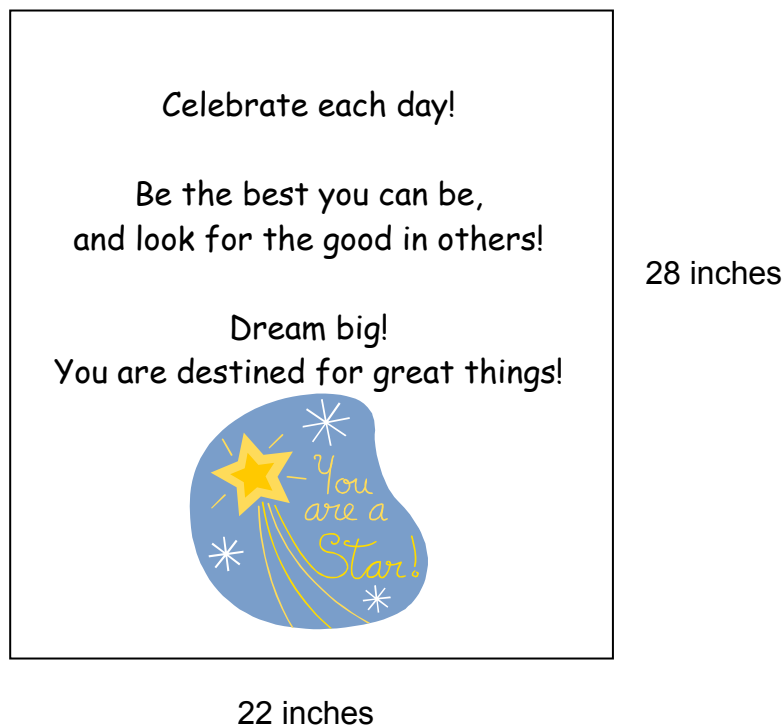 Celebrate each day!
Be the best you can be,
and look for the good in others!
28 inches
Dream big!
You are destined for great things!
You
are a
Star!
22 inches